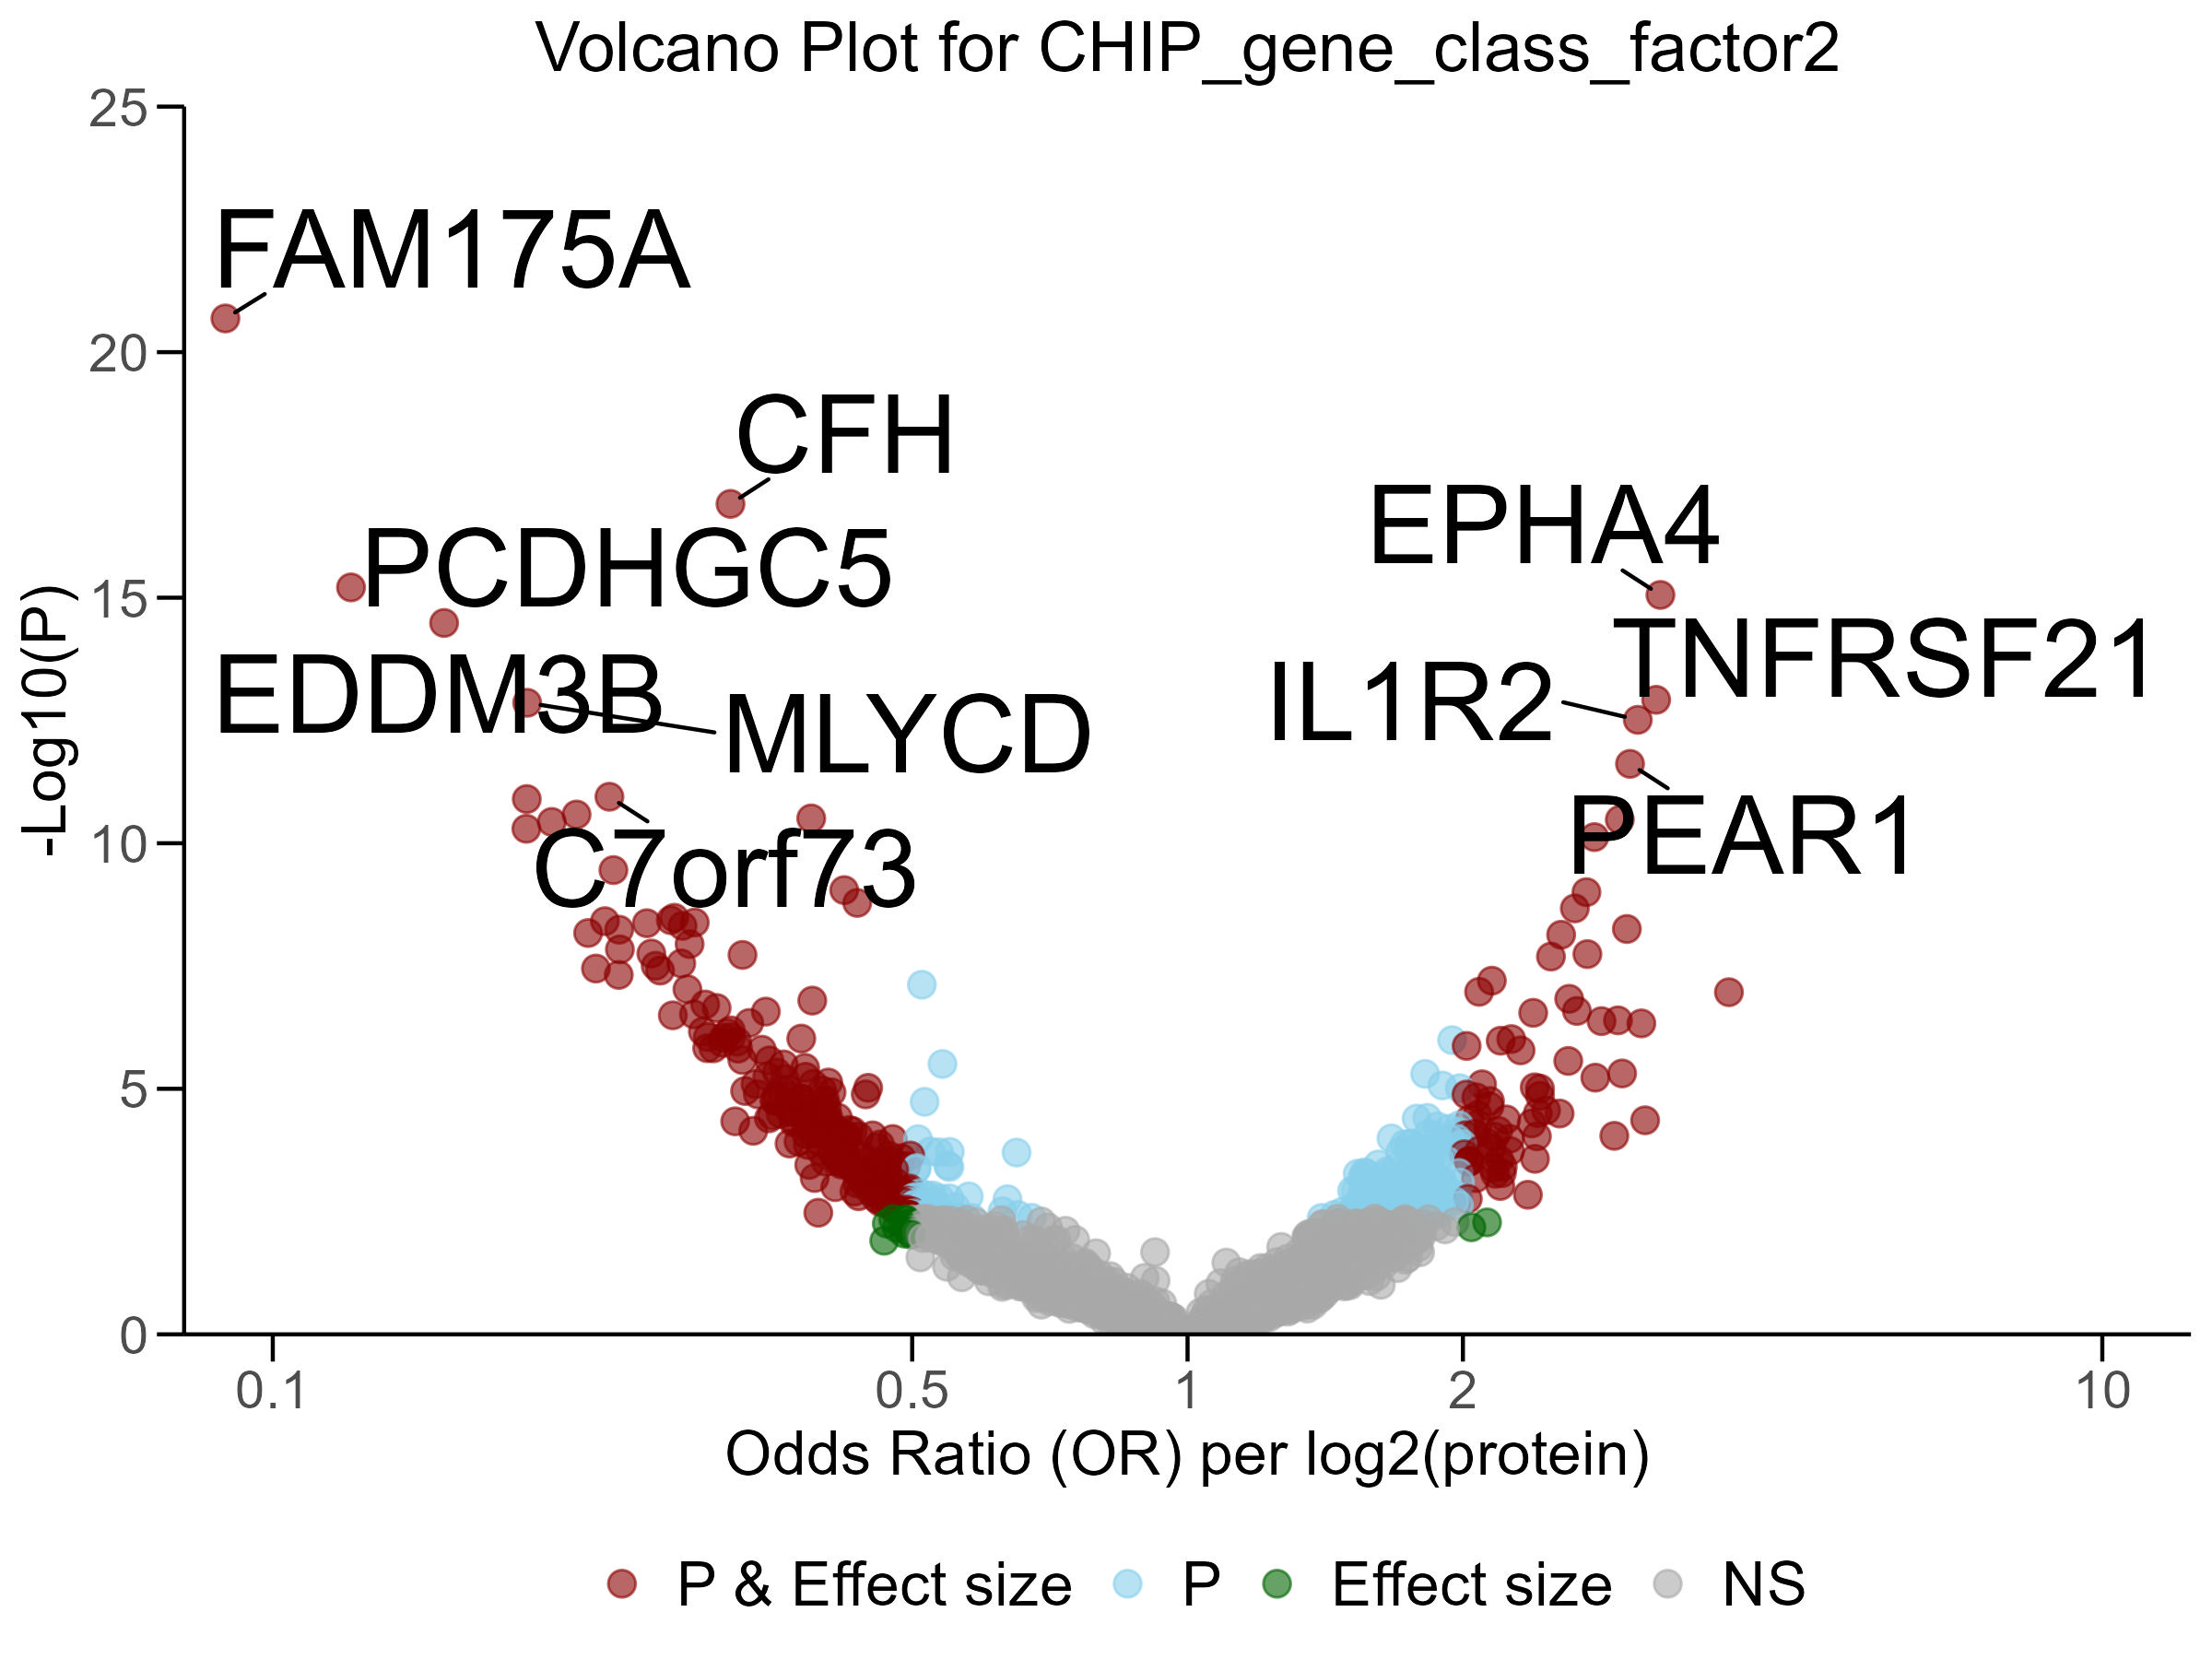 Volcano Plot for CHIP_gene_class_factor2
25
20
15
10
5
0
-Log10(P)
FAM175A
CFH
PCDHGC5
EDDM3B
MLYCD
C7orf73
EPHA4
TNFRSF21
IL1R2
PEAR1
0.1 0.5 1 2 10
Odds Ratio (OR) per log2(protein)
P & Effect size P Effect size NS